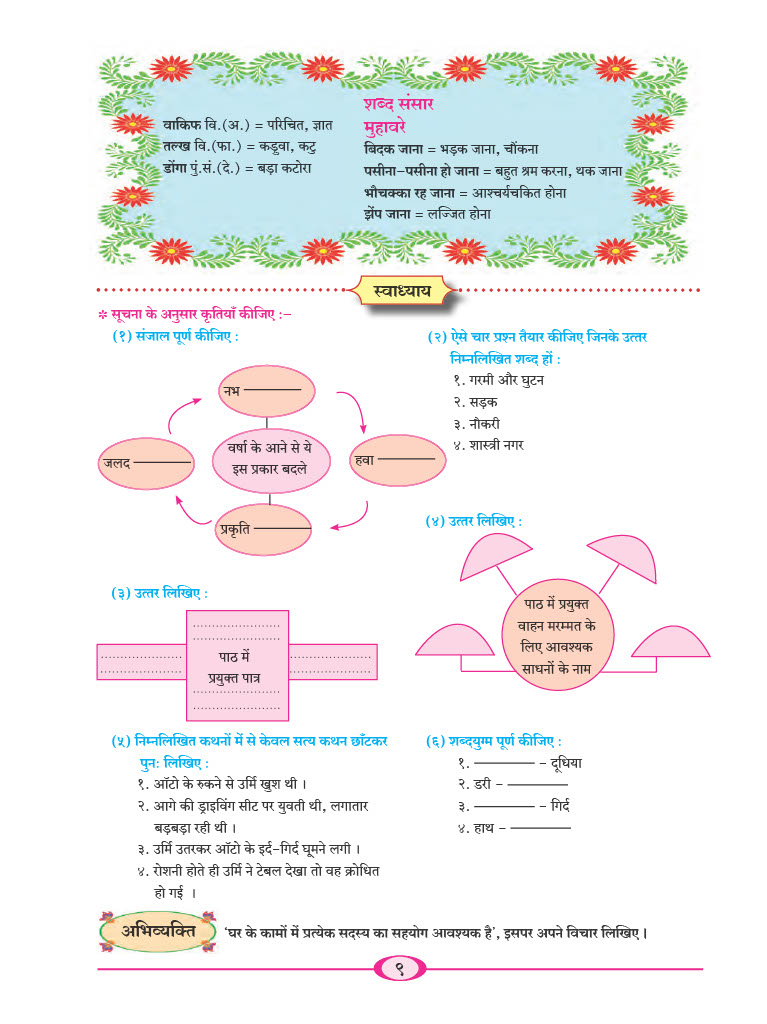 शब्द संसार
वाकिफ वि.(अ.) = परिचित, ज्ञात
तल्ख वि.(फा.) = कड़ुवा, कटु
डोंगा पुं.सं.(दे.) = बड़ा कटोरा
मुहावरे
बिदक जाना = भड़क जाना, चौंकना
पसीना-पसीना हो जाना = बहुत श्रम करना, थक जाना
भौचक्का रह जाना = आश्चर्यचकित होना
झेंप जाना = लज्जित होना
स्वाध्याय
* सूचना के अनुसार कृतियाँ कीजिए :-
(१) संजाल पूर्ण कीजिए :
नभ
जलद
वर्षा के आने से ये
इस प्रकार बदले
हवा
प्रकृति
(२) ऐसे चार प्रश्न तैयार कीजिए जिनके उत्तर
निम्नलिखित शब्द हों :
१. गरमी और घुटन
२. सड़क
३. नौकरी
४. शास्त्री नगर
(३) उत्तर लिखिए :
पाठ में
प्रयुक्त पात्र
(४) उत्तर लिखिए :
पाठ में प्रयुक्त
वाहन मरम्मत के
लिए आवश्यक
साधनों के नाम
(५) निम्नलिखित कथनों में से केवल सत्य कथन छाँटकर
पुनः लिखिए :
१. ऑटो के रुकने से उर्मि खुश थी ।
२. आगे की ड्राइविंग सीट पर युवती थी, लगातार
बड़बड़ा रही थी ।
३. उर्मि उतरकर ऑटो के इर्द-गिर्द घूमने लगी ।
४. रोशनी होते ही उर्मि ने टेबल देखा तो वह क्रोधित
हो गई ।
(६) शब्दयुग्म पूर्ण कीजिए :
१. ________ - दूधिया
२. डरी - ________
३. ________ - गिर्द
४. हाथ - ________
अभिव्यक्ति
‘घर के कामों में प्रत्येक सदस्य का सहयोग आवश्यक है’, इसपर अपने विचार लिखिए ।
९